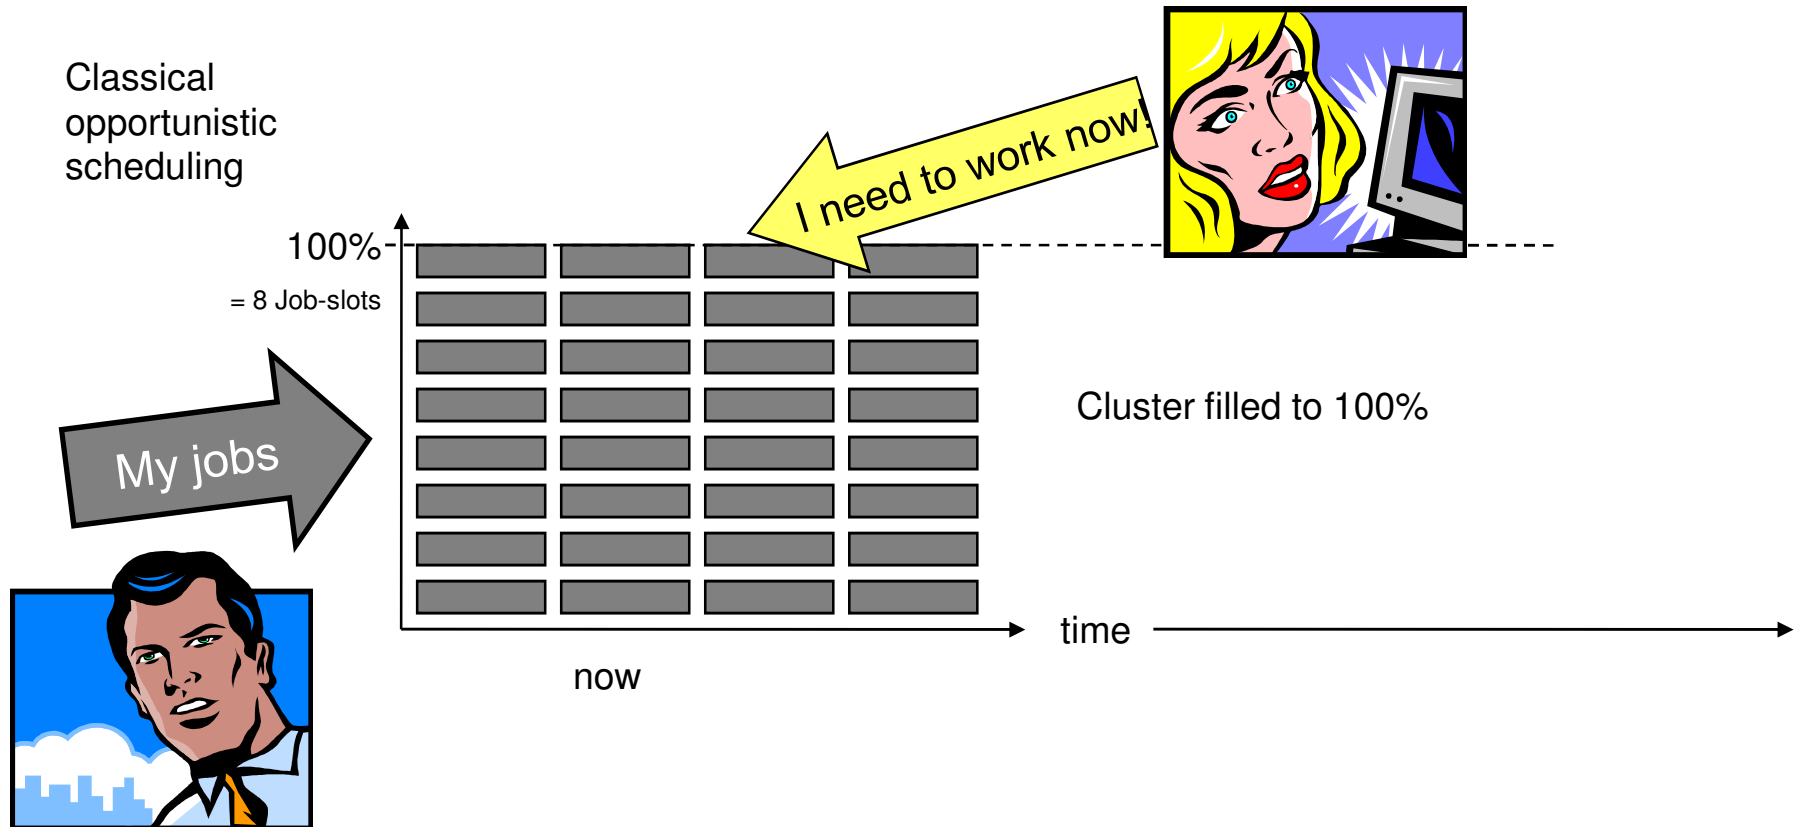 Classical
opportunistic
scheduling
I need to work now!
100%
= 8 Job-slots
Cluster filled to 100%
My jobs
time
now